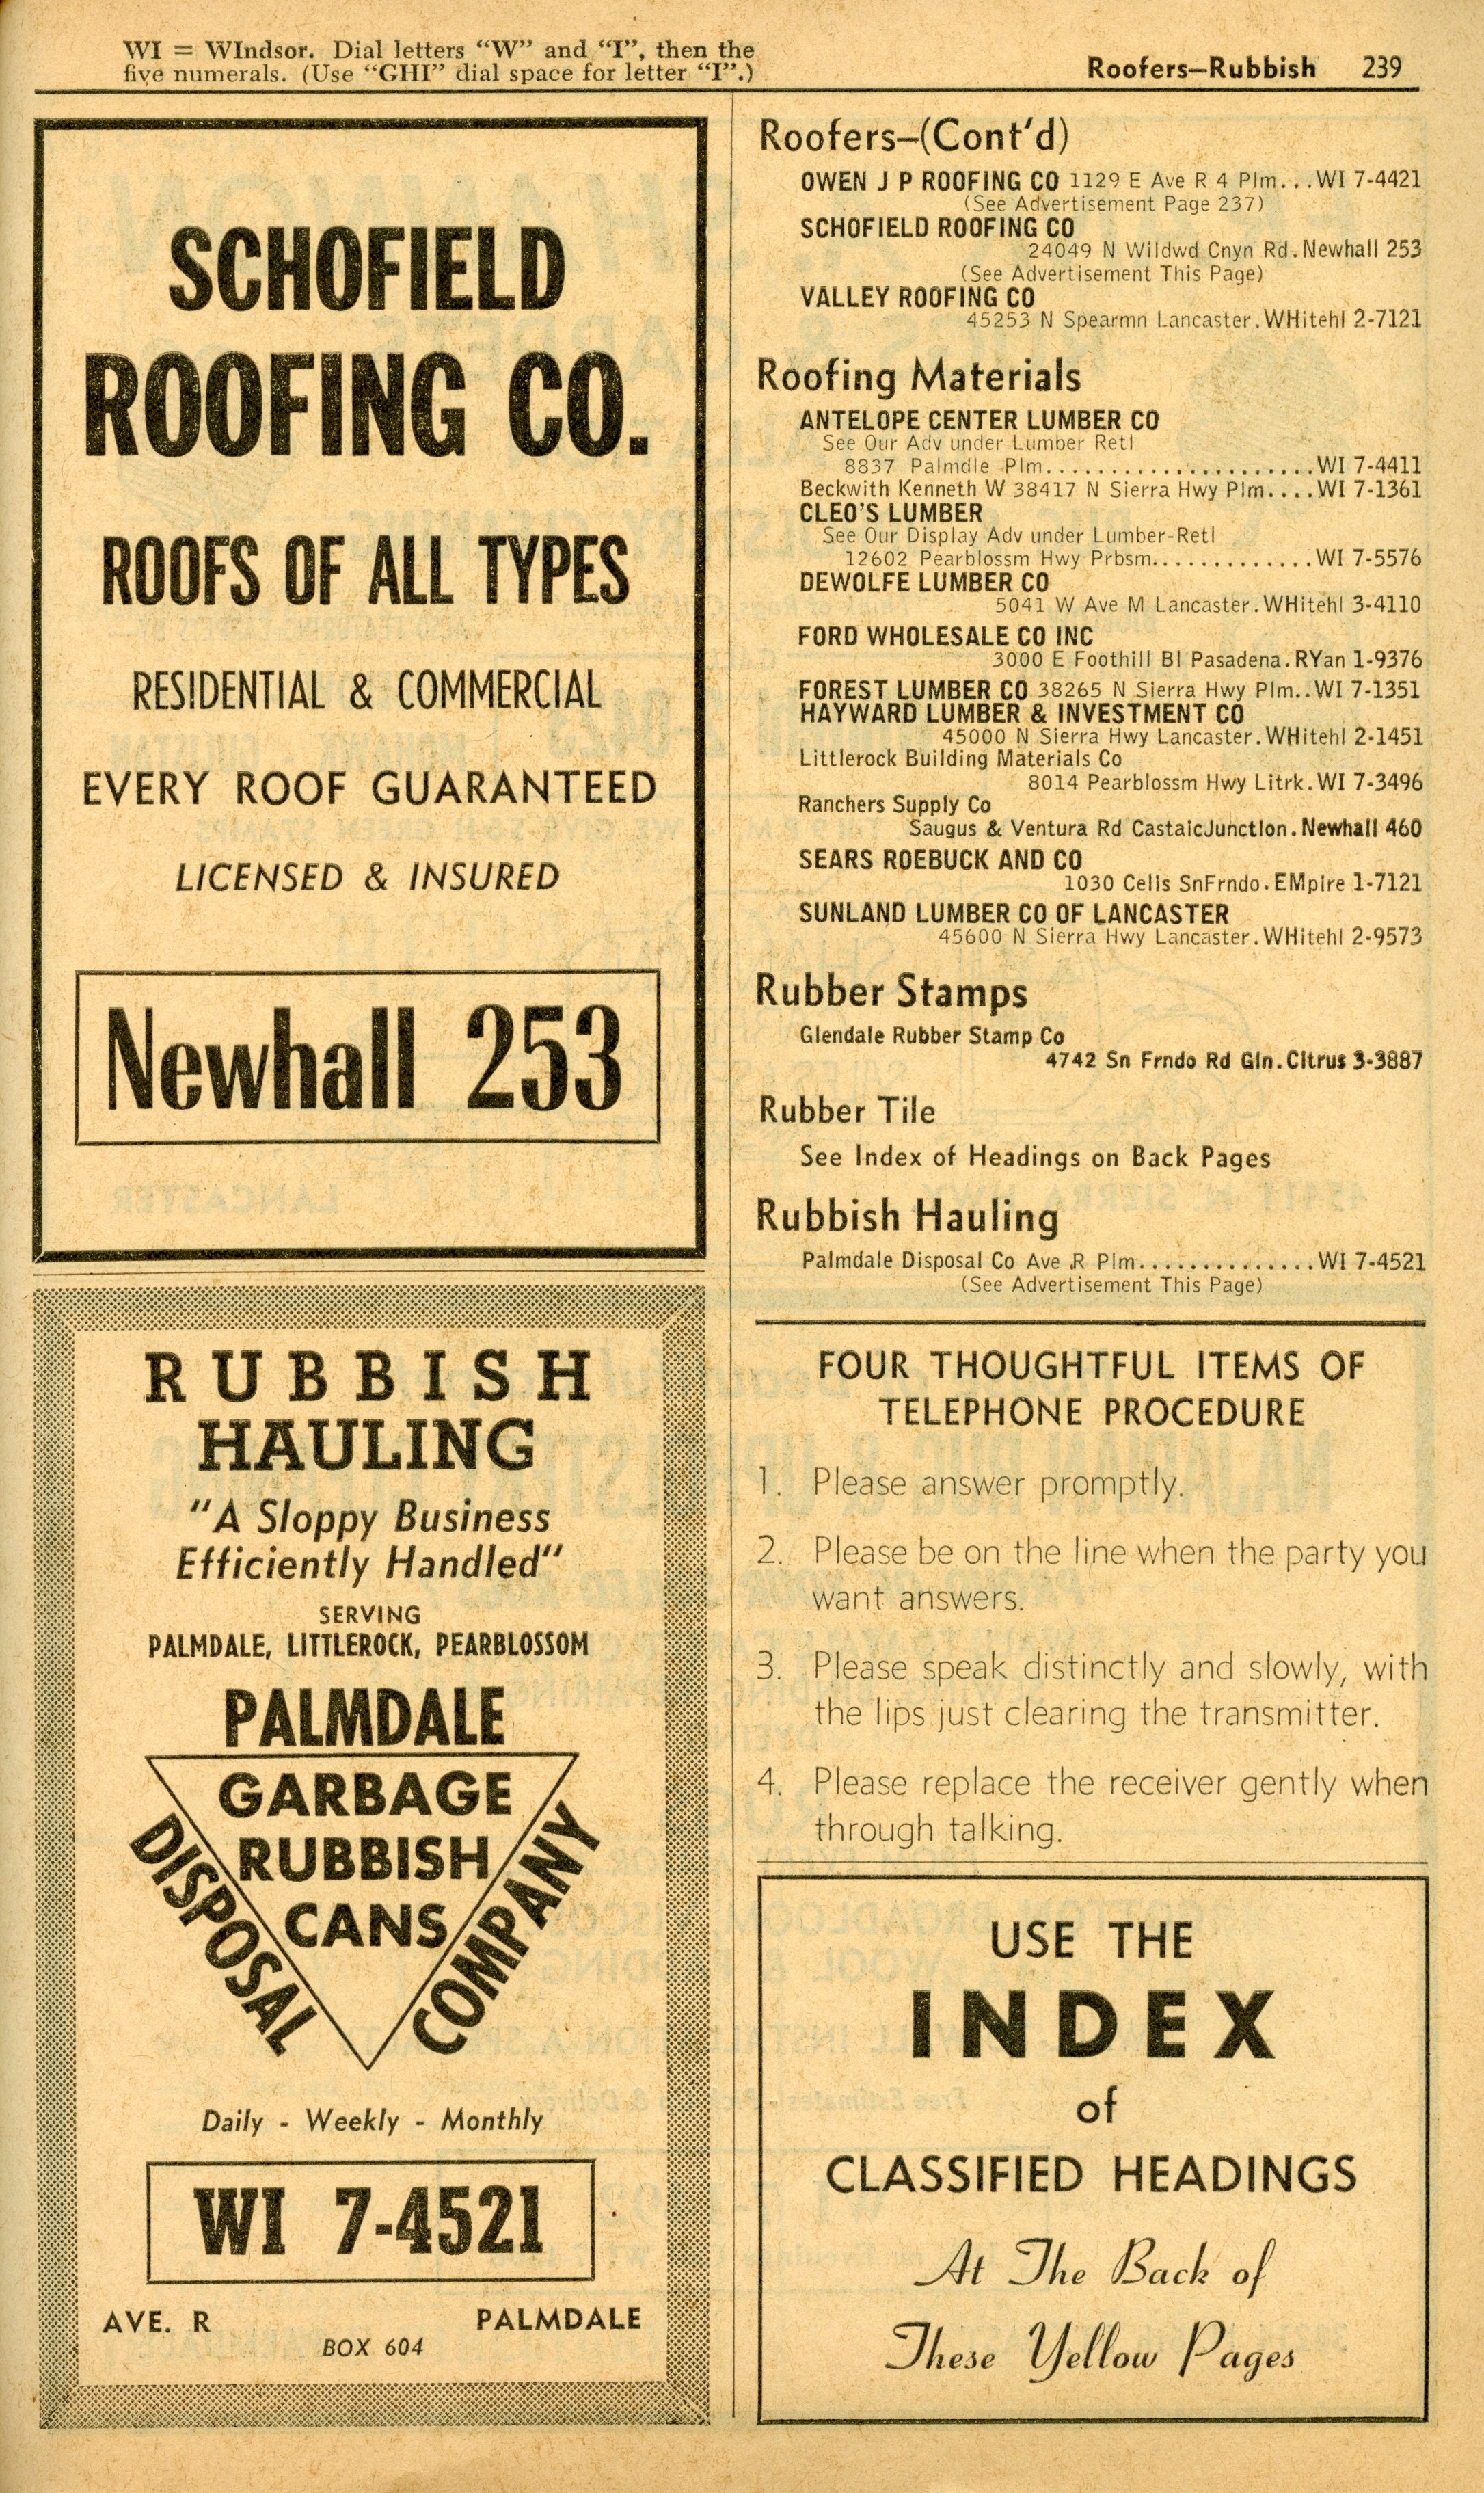 WI = WIndsor. Dial letters “W” and “I”, then the
five numerals. (Use “GHI” dial space for letter “I”.)
Roofers–Rubbish 239
SCHOFIELD
ROOFING CO.
ROOFS OF ALL TYPES
RESIDENTIAL & COMMERCIAL
EVERY ROOF GUARANTEED
LICENSED & INSURED
Newhall 253
RUBBISH
HAULING
"A Sloppy Business
Efficiently Handled"
SERVING
PALMDALE, LITTLEROCK, PEARBLOSSOM
PALMDALE
GARBAGE
RUBBISH
CANS
DISPOSAL
COMPANY
Daily - Weekly - Monthly
WI 7-4521
AVE. R PALMDALE
BOX 604
Roofers–(Cont'd)
OWEN J P ROOFING CO 1129 E Ave R 4 Plm...WI 7-4421
(See Advertisement Page 237)
SCHOFIELD ROOFING CO
24049 N Wildwd Cnyn Rd.Newhall 253
(See Advertisement This Page)
VALLEY ROOFING CO
45253 N Spearmn Lancaster.WHitehl 2-7121
Roofing Materials
ANTELOPE CENTER LUMBER CO
See Our Adv under Lumber Retl
8837 Palmdle Plm.....................WI 7-4411
Beckwith Kenneth W 38417 N Sierra Hwy Plm....WI 7-1361
CLEO'S LUMBER
See Our Display Adv under Lumber-Retl
12602 Pearblossm Hwy Prbsm.............WI 7-5576
DEWOLFE LUMBER CO
5041 W Ave M Lancaster.WHitehl 3-4110
FORD WHOLESALE CO INC
3000 E Foothill Bl Pasadena.RYan 1-9376
FOREST LUMBER CO 38265 N Sierra Hwy Plm..WI 7-1351
HAYWARD LUMBER & INVESTMENT CO
45000 N Sierra Hwy Lancaster.WHitehl 2-1451
Littlerock Building Materials Co
8014 Pearblossm Hwy Litrk.WI 7-3496
Ranchers Supply Co
Saugus & Ventura Rd CastaicJunction.Newhall 460
SEARS ROEBUCK AND CO
1030 Celis SnFrndo.EMpire 1-7121
SUNLAND LUMBER CO OF LANCASTER
45600 N Sierra Hwy Lancaster.WHitehl 2-9573
Rubber Stamps
Glendale Rubber Stamp Co
4742 Sn Frndo Rd Gln.CItrus 3-3887
Rubber Tile
See Index of Headings on Back Pages
Rubbish Hauling
Palmdale Disposal Co Ave R Plm..............WI 7-4521
(See Advertisement This Page)
FOUR THOUGHTFUL ITEMS OF
TELEPHONE PROCEDURE
1. Please answer promptly.
2. Please be on the line when the party you
want answers.
3. Please speak distinctly and slowly, with
the lips just clearing the transmitter.
4. Please replace the receiver gently when
through talking.
USE THE
INDEX
of
CLASSIFIED HEADINGS
At The Back of
These Yellow Pages